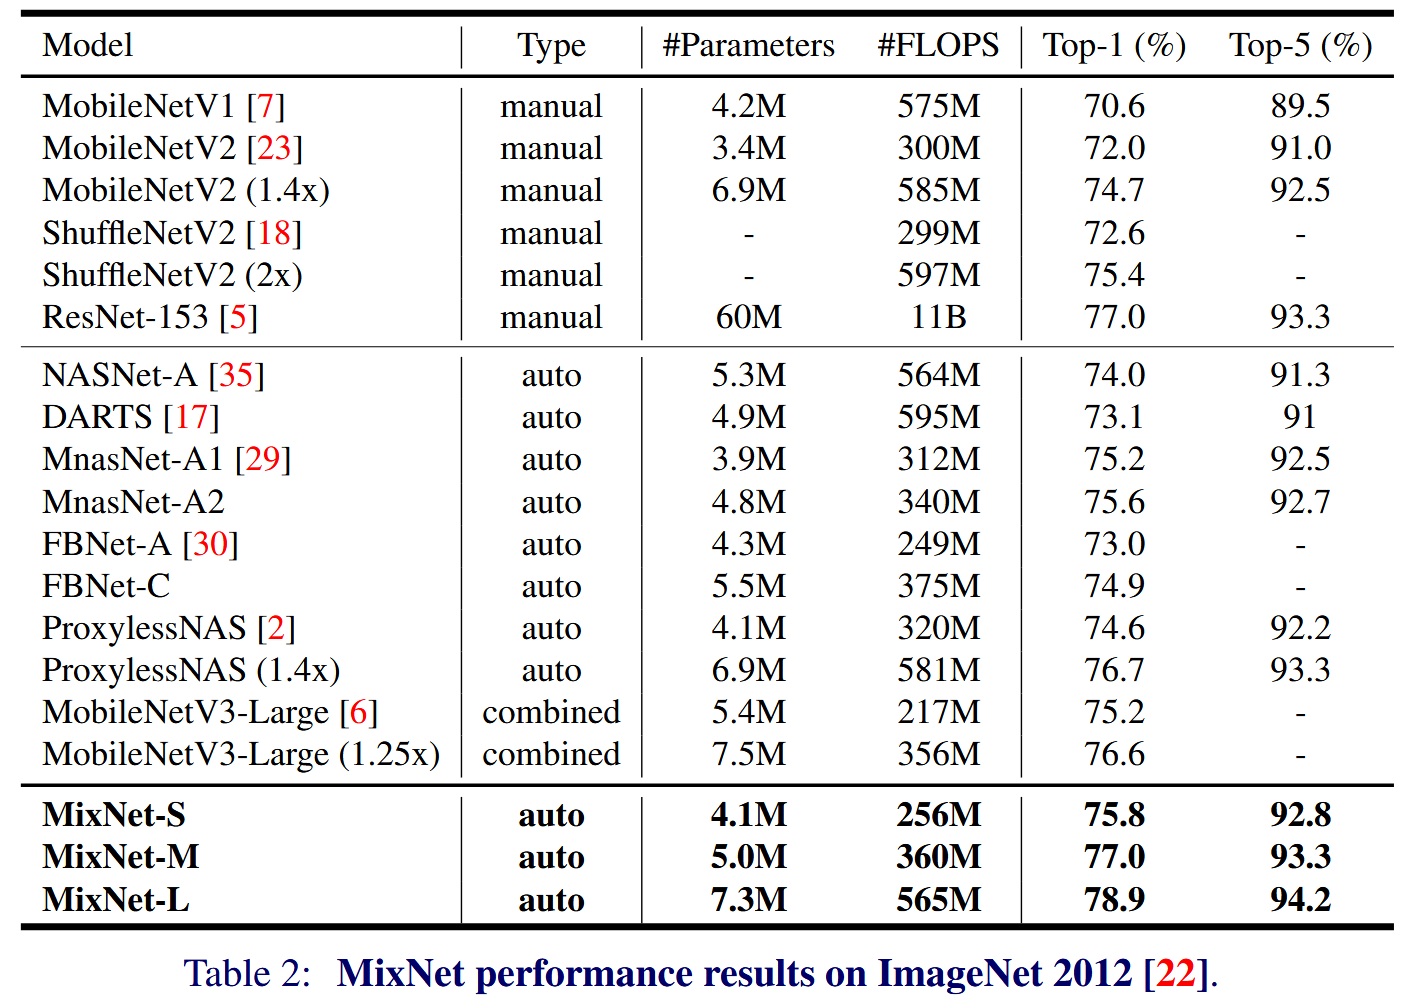 Model Type #Parameters #FLOPS Top-1 (%) Top-5 (%)
MobileNetV1 [7] manual 4.2M 575M 70.6 89.5
MobileNetV2 [23] manual 3.4M 300M 72.0 91.0
MobileNetV2 (1.4x) manual 6.9M 585M 74.7 92.5
ShuffleNetV2 [18] manual - 299M 72.6 -
ShuffleNetV2 (2x) manual - 597M 75.4 -
ResNet-153 [5] manual 60M 11B 77.0 93.3
NASNet-A [35] auto 5.3M 564M 74.0 91.3
DARTS [17] auto 4.9M 595M 73.1 91
MnasNet-A1 [29] auto 3.9M 312M 75.2 92.5
MnasNet-A2 auto 4.8M 340M 75.6 92.7
FBNet-A [30] auto 4.3M 249M 73.0 -
FBNet-C auto 5.5M 375M 74.9 -
ProxylessNAS [2] auto 4.1M 320M 74.6 92.2
ProxylessNAS (1.4x) auto 6.9M 581M 76.7 93.3
MobileNetV3-Large [6] combined 5.4M 217M 75.2 -
MobileNetV3-Large (1.25x) combined 7.5M 356M 76.6 -
MixNet-S auto 4.1M 256M 75.8 92.8
MixNet-M auto 5.0M 360M 77.0 93.3
MixNet-L auto 7.3M 565M 78.9 94.2
Table 2: MixNet performance results on ImageNet 2012 [22].